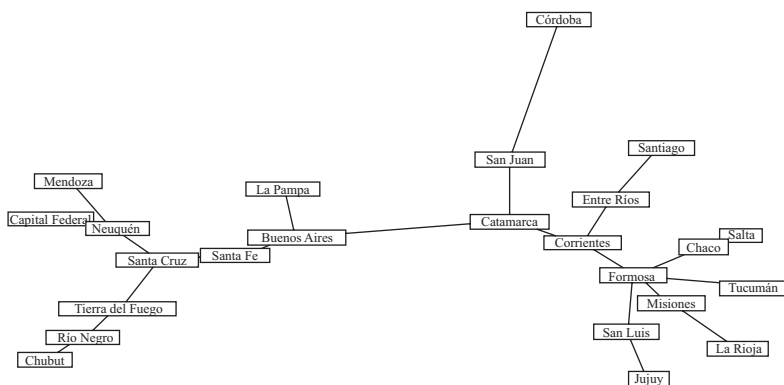 Córdoba
Santiago
San Juan
Mendoza
La Pampa
Entre Ríos
Capital Federal
Neuquén
Catamarca
Buenos Aires
Corrientes
Salta
Chaco
Santa Cruz
Santa Fe
Formosa
Tucumán
Misiones
Tierra del Fuego
San Luis
Río Negro
La Rioja
Chubut
Jujuy